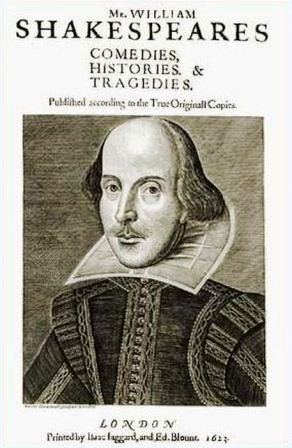 Mr. WILLIAM
SHAKESPEARES
COMEDIES,
HISTORIES, &
TRAGEDIES.
Published according to the True Originall Copies.
LONDON
Printed by Isaac Iaggard, and Ed. Blount. 1623